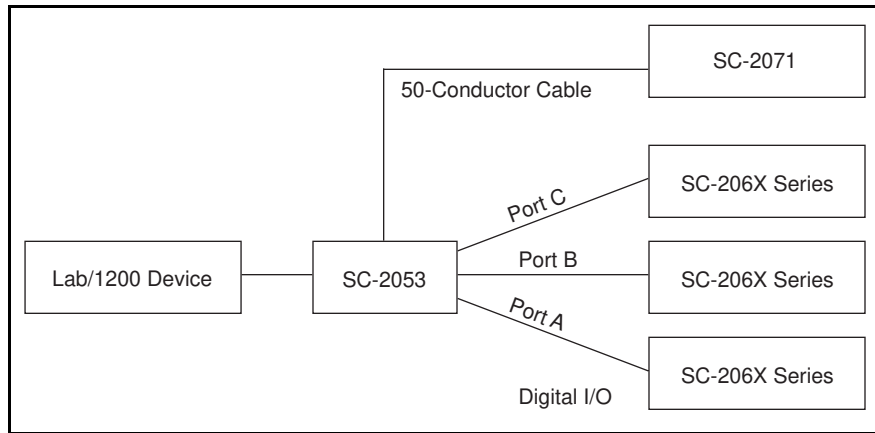 SC-2071
50-Conductor Cable
SC-206X Series
Port C
Lab/1200 Device
SC-2053
Port B
SC-206X Series
Port A
SC-206X Series
Digital I/O